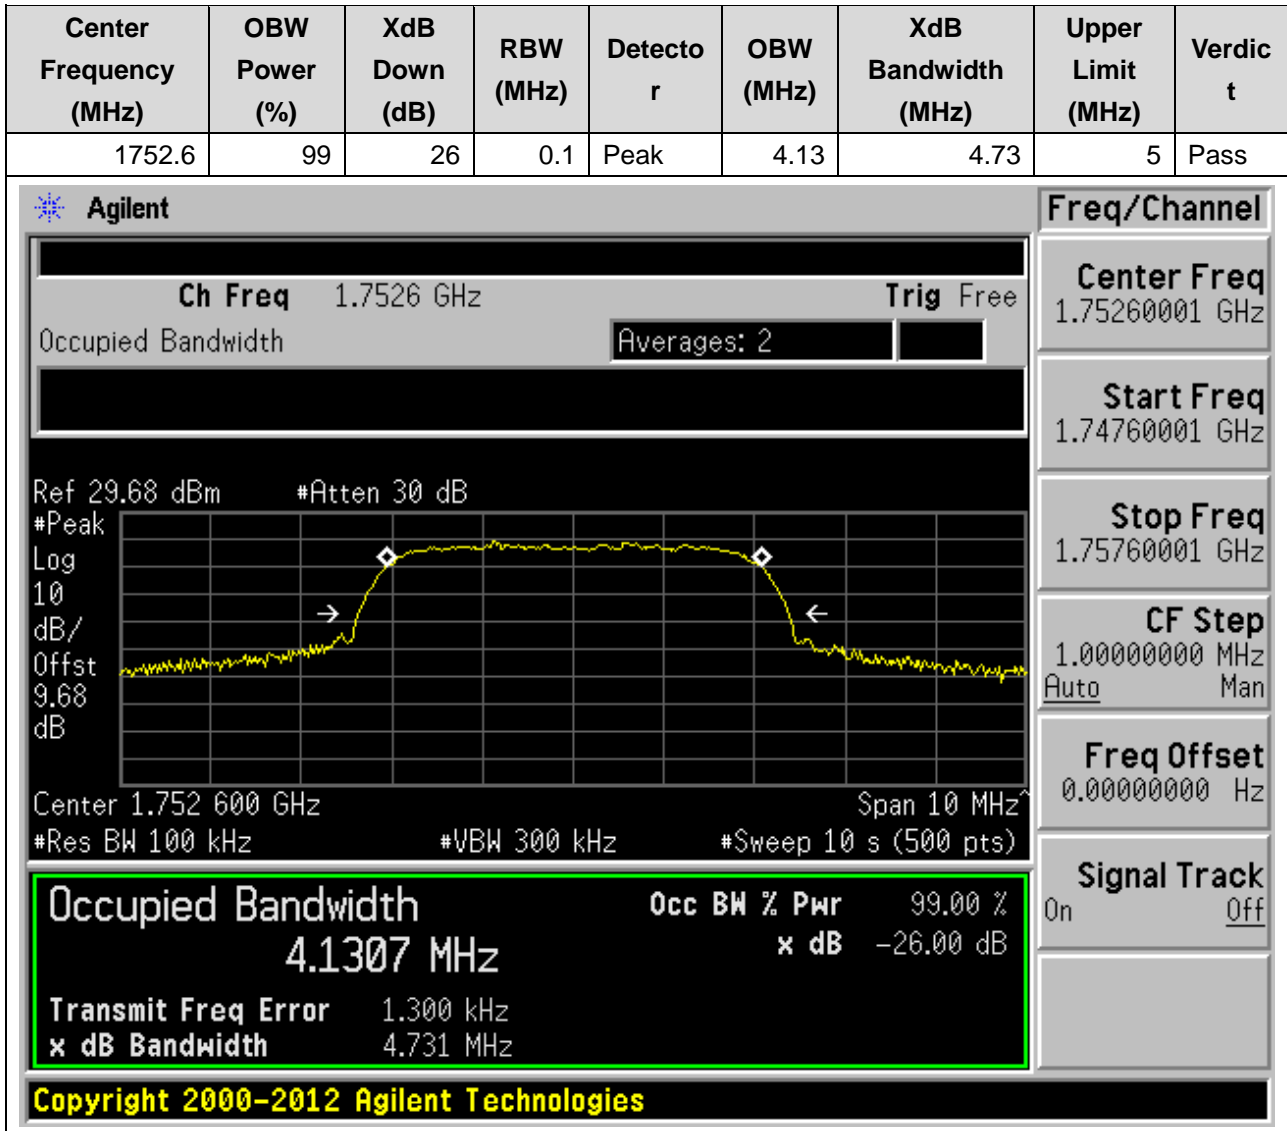 Center Frequency (MHz) OBW Power (%) XdB Down (dB) RBW (MHz) Detecto r OBW (MHz) XdB Bandwidth (MHz) Upper Limit (MHz) Verdic t
1752.6 99 26 0.1 Peak 4.13 4.73 5 Pass
Agilent
Freq/Channel
Ch Freq 1.7526 GHz Trig Free
Occupied Bandwidth Averages: 2
Center Freq
1.75260001 GHz
Start Freq
1.74760001 GHz
Stop Freq
1.75760001 GHz
CF Step
1.00000000 MHz
Auto Man
Freq Offset
0.00000000 Hz
Signal Track
On Off
Ref 29.68 dBm #Atten 30 dB
#Peak
Log
10
dB/
Offst
9.68
dB
Center 1.752 600 GHz Span 10 MHz^
#Res BW 100 kHz #VBW 300 kHz #Sweep 10 s (500 pts)
Occupied Bandwidth Occ BW % Pwr 99.00 %
4.1307 MHz x dB -26.00 dB
Transmit Freq Error 1.300 kHz
x dB Bandwidth 4.731 MHz
Copyright 2000-2012 Agilent Technologies